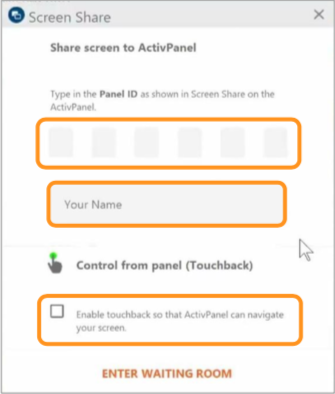 Screen Share
Share screen to ActivPanel
Type in the Panel ID as shown in Screen Share on the
ActivPanel.
Your Name
Control from panel (Touchback)
Enable touchback so that ActivPanel can navigate
your screen.
ENTER WAITING ROOM